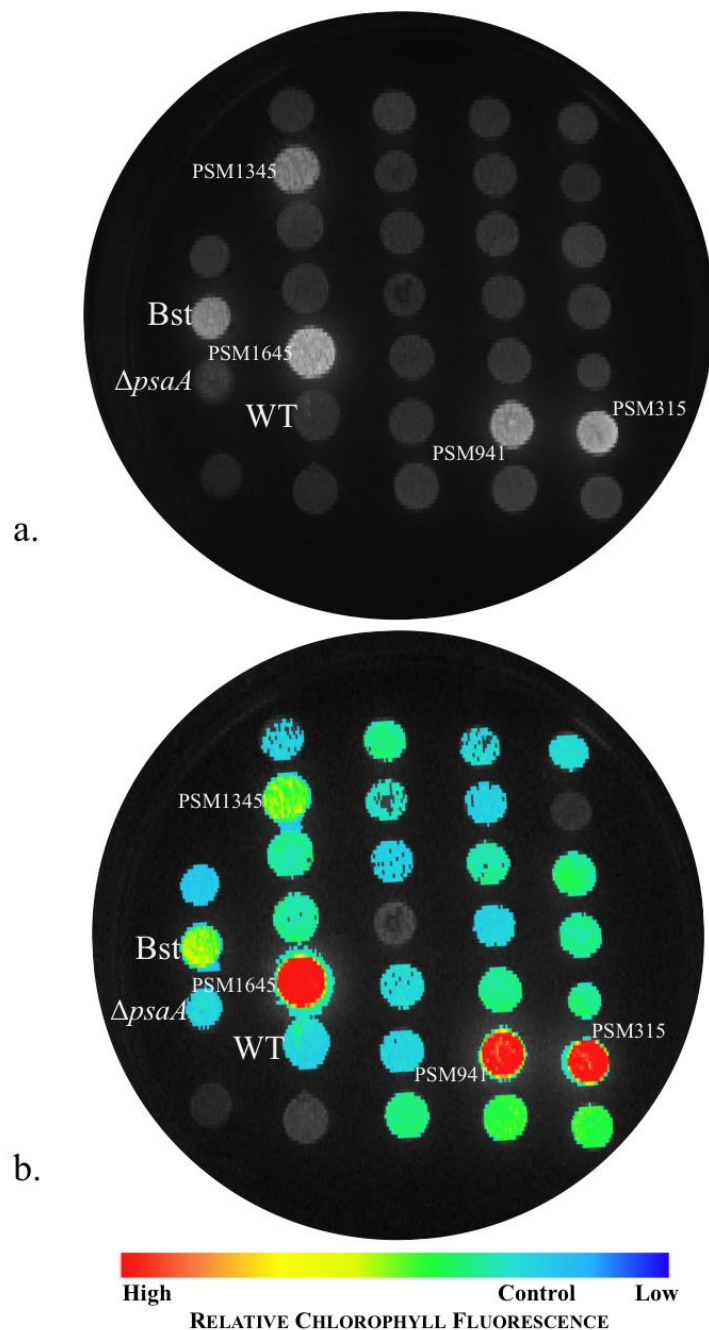 PSM1345
Bst
PSM1645
ΔpsaA
WT
PSM315
PSM941
a.
PSM1345
Bst
PSM1645
ΔpsaA
WT
PSM315
PSM941
b.
High Control Low
RELATIVE CHLOROPHYLL FLUORESCENCE